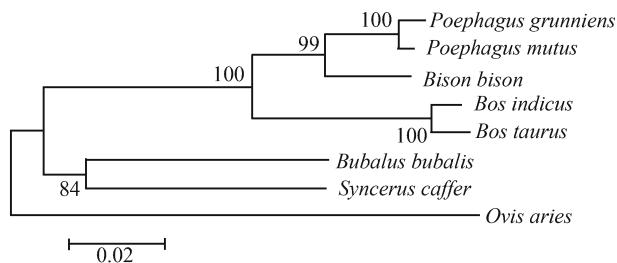 100
Poephagus grunniens
Poephagus mutus
99
Bison bison
100
Bos indicus
100
Bos taurus
Bubalus bubalis
84
Syncerus caffer
Ovis aries
0.02